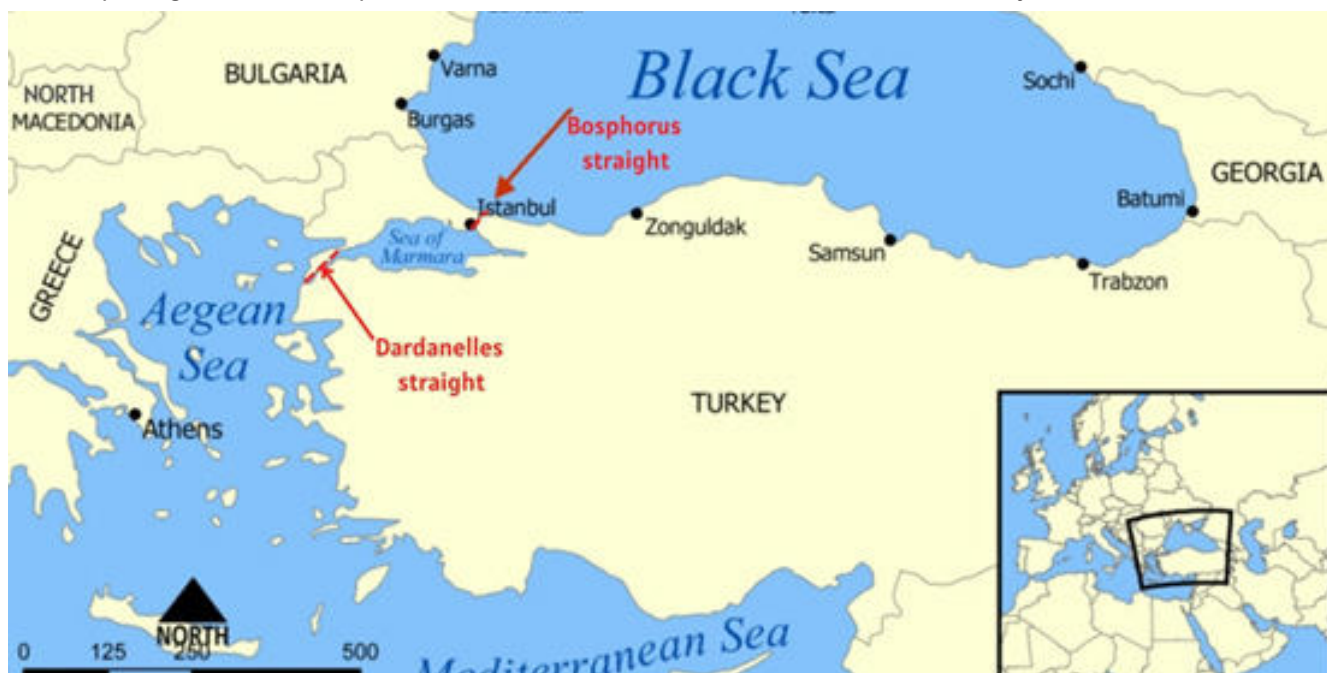 BULGARIA
Varna
Black Sea
Sochi
NORTH
MACEDONIA
Burgas
Bosphorus
straight
GEORGIA
Istanbul
Batumi
Zonguldak
Sea of
Marmara
Samsun
Trabzon
GREECE
Aegean
Sea
Dardanelles
straight
TURKEY
Athens
NORTH
0 125 250 500
Mediterranean Sea